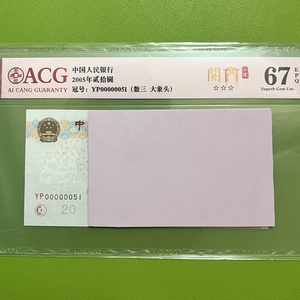 ACG
AI CANG GUARANTY
中国人民银行
2005年贰拾圆
冠号: YP00000051 (数三 大象头)
開門
☆☆☆
67 EPQ
Superb Gem Unc
中
YP00000051
20